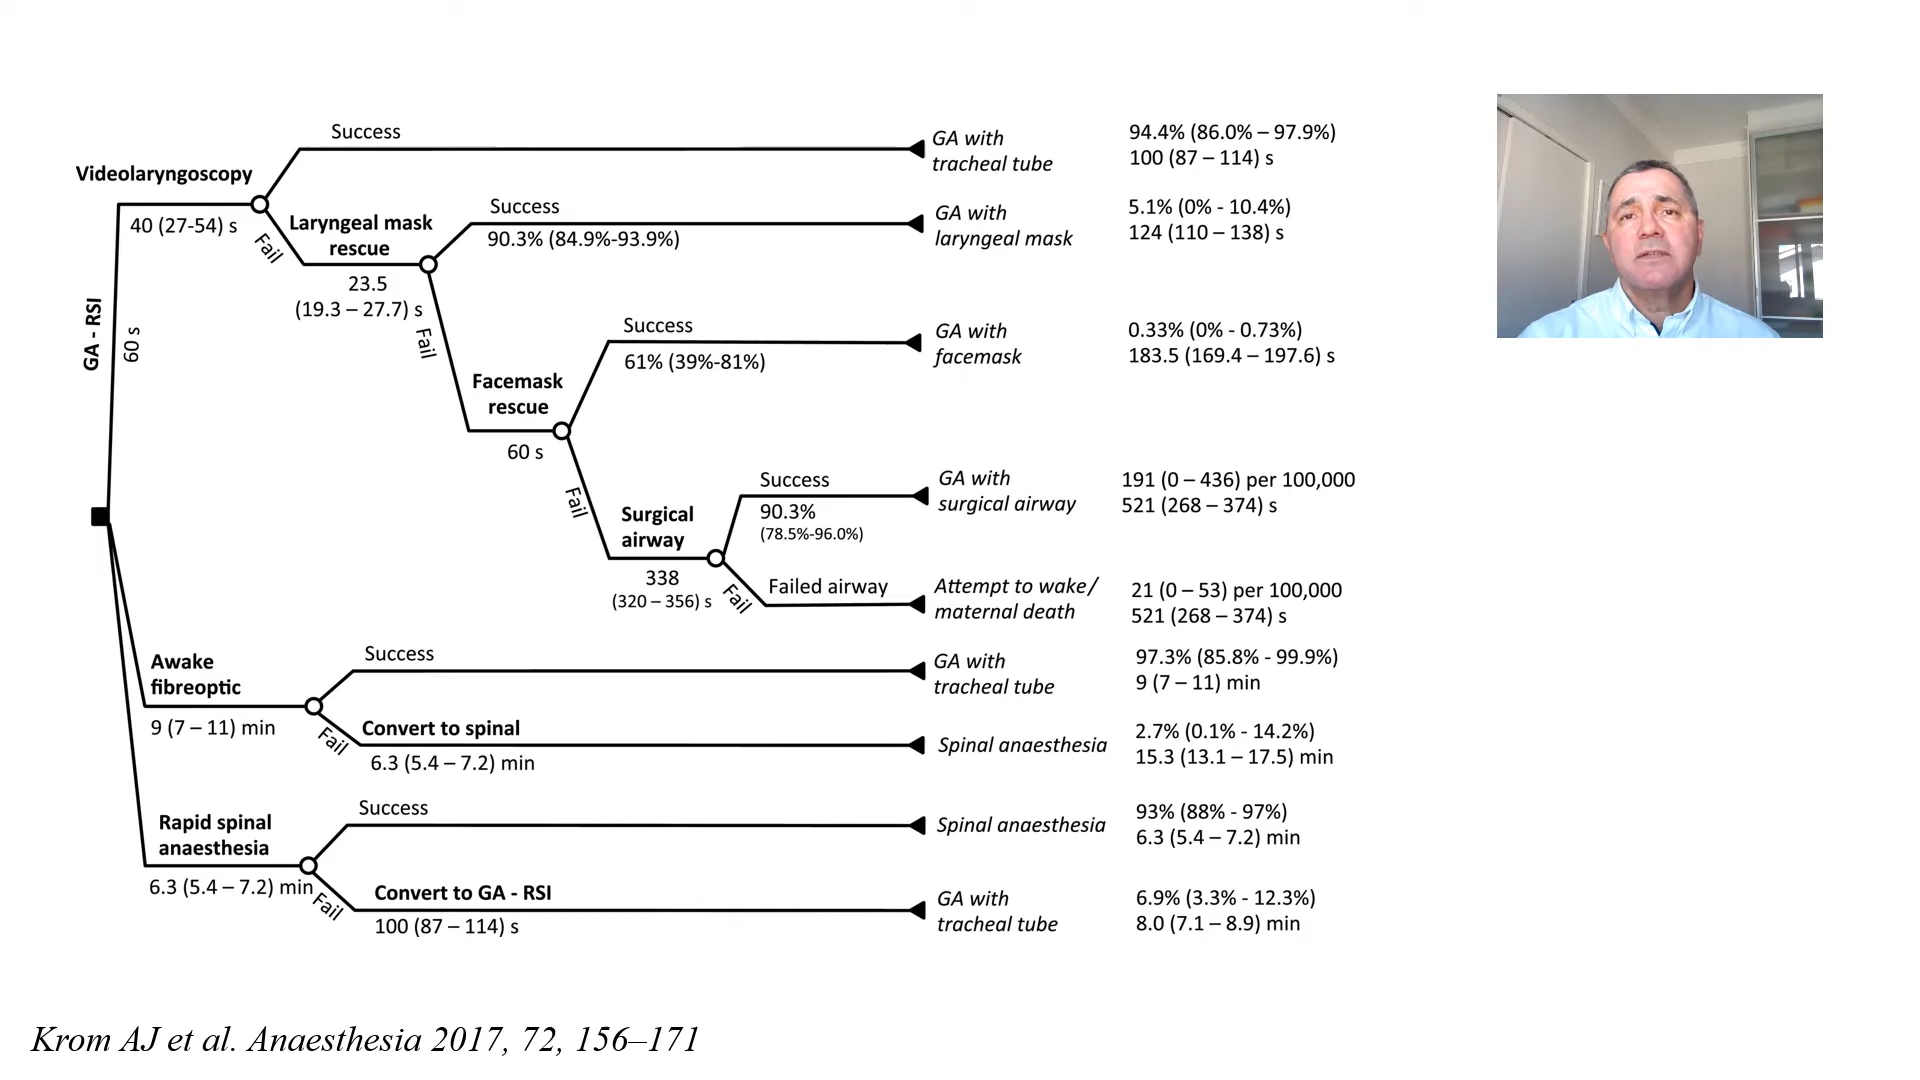 Success
GA with
tracheal tube
94.4% (86.0% – 97.9%)
100 (87 – 114) s
Videolaryngoscopy
40 (27-54) s
Fail
Laryngeal mask
rescue
23.5
(19.3 – 27.7) s
Success
90.3% (84.9%-93.9%)
GA with
laryngeal mask
5.1% (0% - 10.4%)
124 (110 – 138) s
GA - RSI
60 s
Fail
Success
61% (39%-81%)
GA with
facemask
0.33% (0% - 0.73%)
183.5 (169.4 – 197.6) s
Facemask
rescue
60 s
Fail
Success
90.3%
(78.5%-96.0%)
GA with
surgical airway
191 (0 – 436) per 100,000
521 (268 – 374) s
Surgical
airway
338
(320 – 356) s
Fail
Failed airway
Attempt to wake/
maternal death
21 (0 – 53) per 100,000
521 (268 – 374) s
Awake
fibreoptic
9 (7 – 11) min
Success
GA with
tracheal tube
97.3% (85.8% - 99.9%)
9 (7 – 11) min
Fail
Convert to spinal
6.3 (5.4 – 7.2) min
Spinal anaesthesia
2.7% (0.1% - 14.2%)
15.3 (13.1 – 17.5) min
Rapid spinal
anaesthesia
6.3 (5.4 – 7.2) min
Success
Spinal anaesthesia
93% (88% - 97%)
6.3 (5.4 – 7.2) min
Fail
Convert to GA - RSI
100 (87 – 114) s
GA with
tracheal tube
6.9% (3.3% - 12.3%)
8.0 (7.1 – 8.9) min
Krom AJ et al. Anaesthesia 2017, 72, 156–171